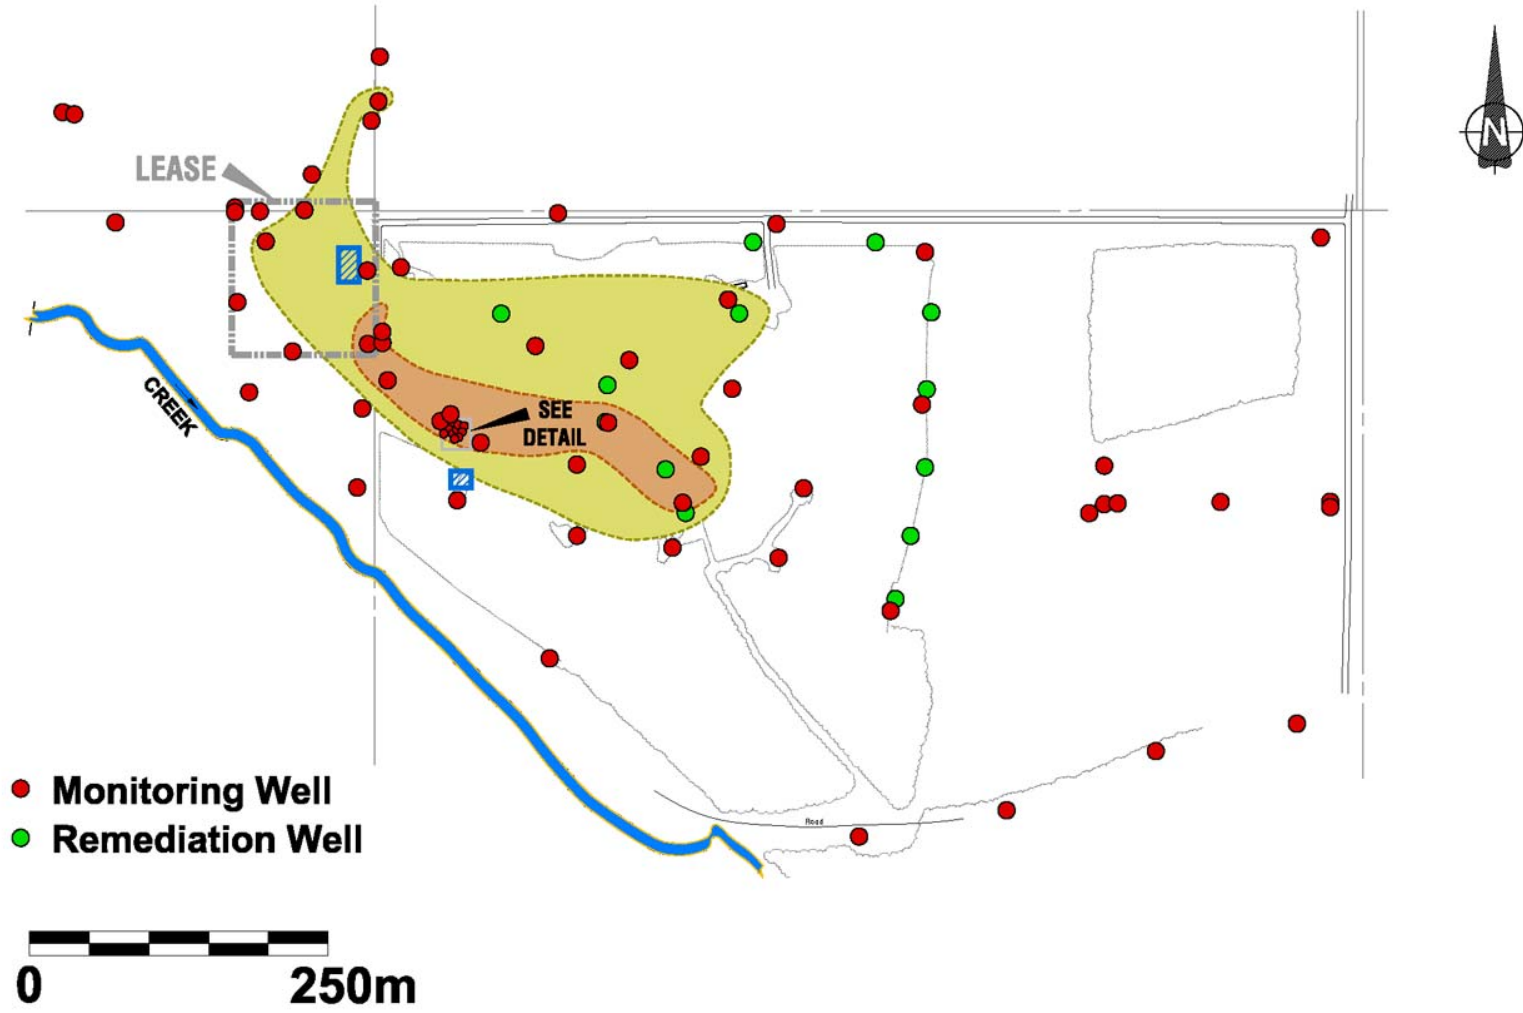 N
LEASE
SEE
DETAIL
CREEK
Monitoring Well
Remediation Well
Road
0 250m